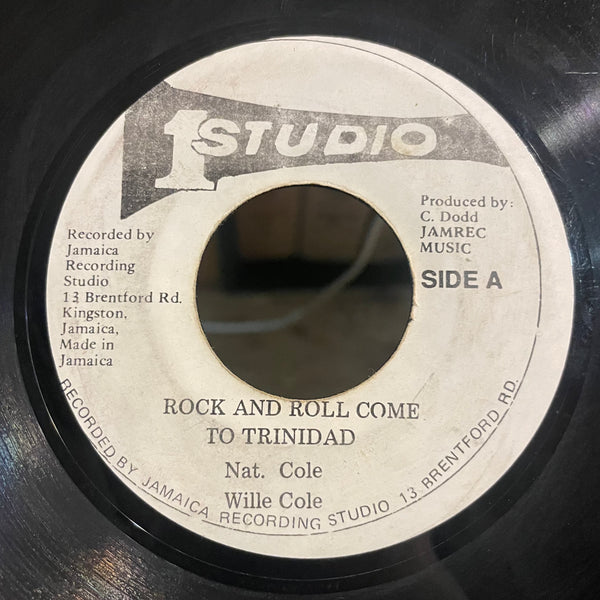 1 STUDIO
Recorded by
Jamaica
Recording
Studio
13 Brentford Rd.
Kingston,
Jamaica,
Made in
Jamaica
Produced by:
C. Dodd
JAMREC
MUSIC
SIDE A
ROCK AND ROLL COME
TO TRINIDAD
Nat. Cole
Wille Cole
RECORDED BY JAMAICA RECORDING STUDIO 13 BRENTFORD RD.